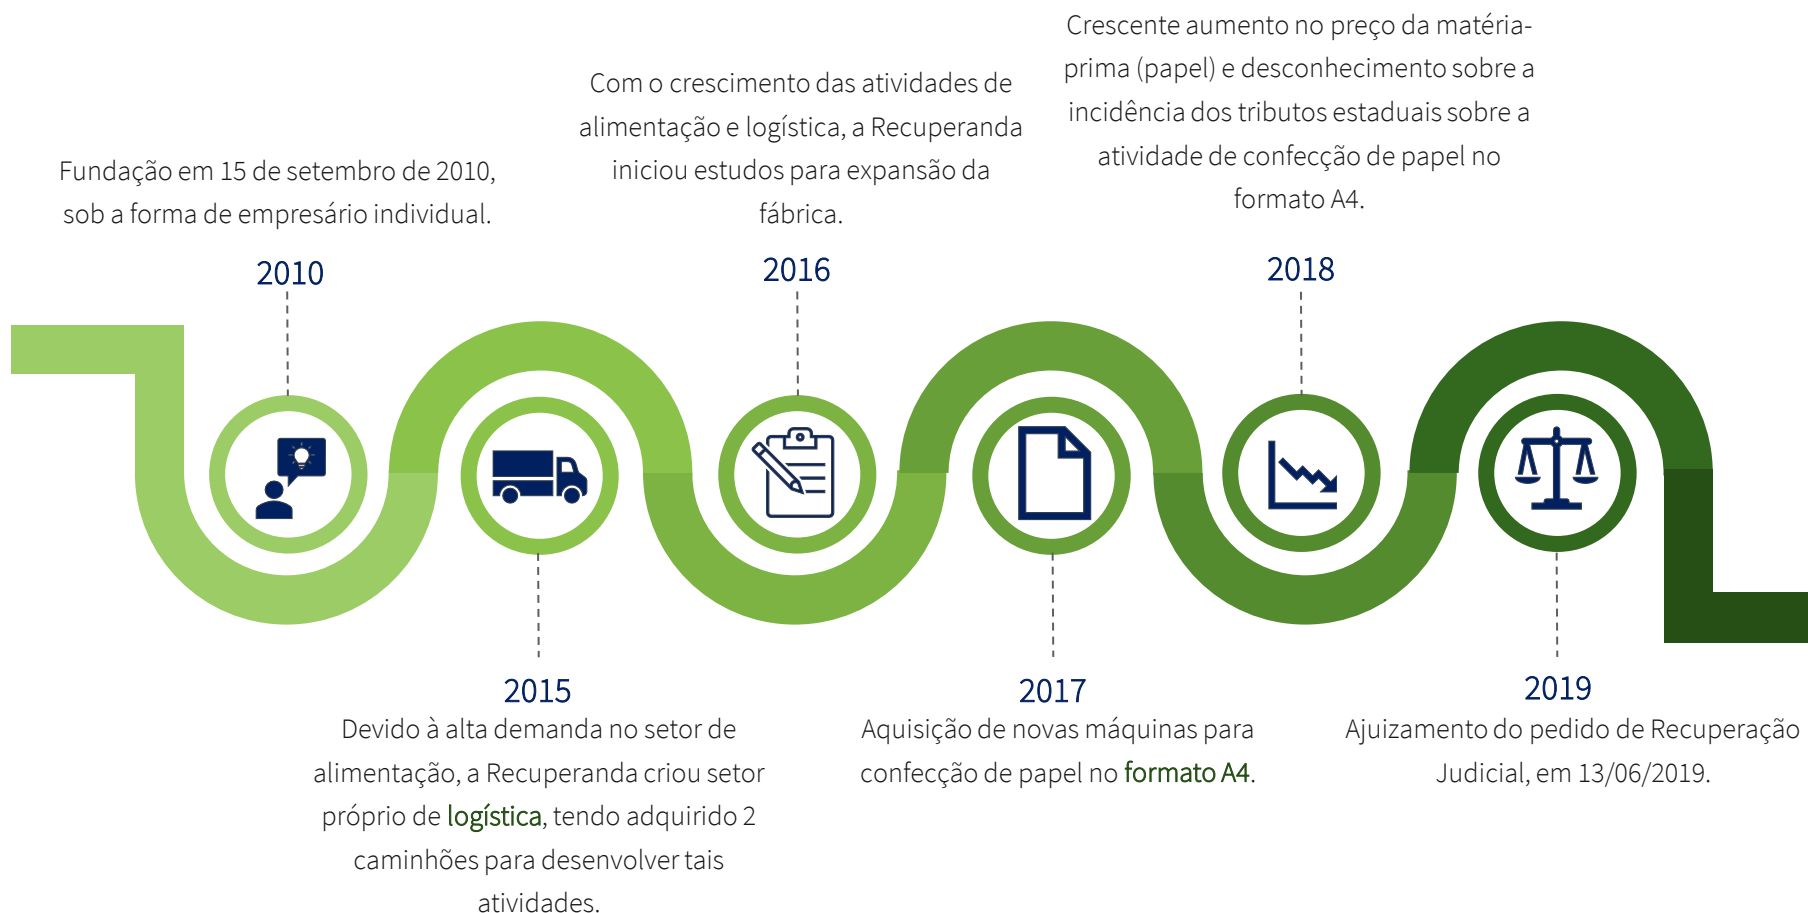 Fundação em 15 de setembro de 2010,
sob a forma de empresário individual.
2010
Devido à alta demanda no setor de
alimentação, a Recuperanda criou setor
próprio de logística, tendo adquirido 2
caminhões para desenvolver tais
atividades.
2015
Com o crescimento das atividades de
alimentação e logística, a Recuperanda
iniciou estudos para expansão da
fábrica.
2016
2017
Aquisição de novas máquinas para
confecção de papel no formato A4.
Crescente aumento no preço da matéria-
prima (papel) e desconhecimento sobre a
incidência dos tributos estaduais sobre a
atividade de confecção de papel no
formato A4.
2018
2019
Ajuizamento do pedido de Recuperação
Judicial, em 13/06/2019.